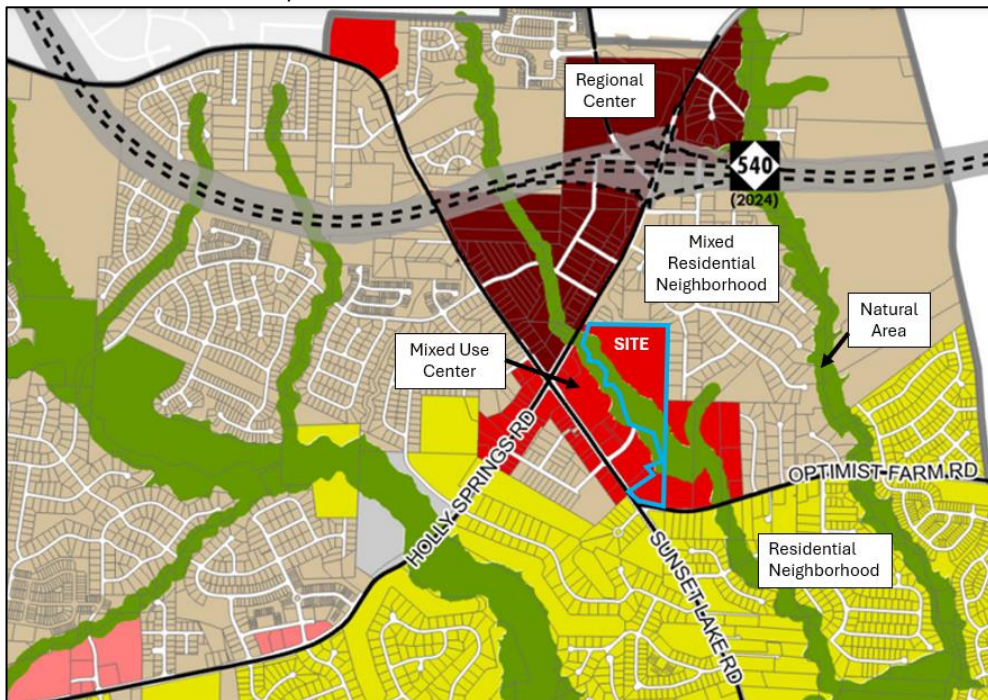 Regional
Center
540
(2024)
Mixed
Residential
Neighborhood
Natural
Area
SITE
Mixed Use
Center
HOLLY SPRINGS RD
OPTIMIST FARM RD
SUNSET LAKE RD
Residential
Neighborhood